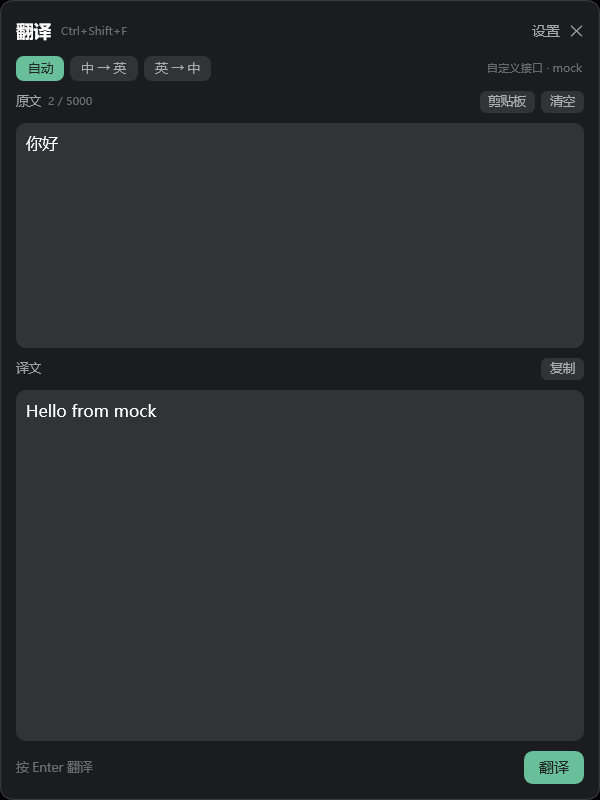 翻译 Ctrl+Shift+F 设置
自动 中→英 英→中 自定义接口 · mock
原文 2 / 5000 剪贴板 清空
你好
译文 复制
Hello from mock
按 Enter 翻译 翻译